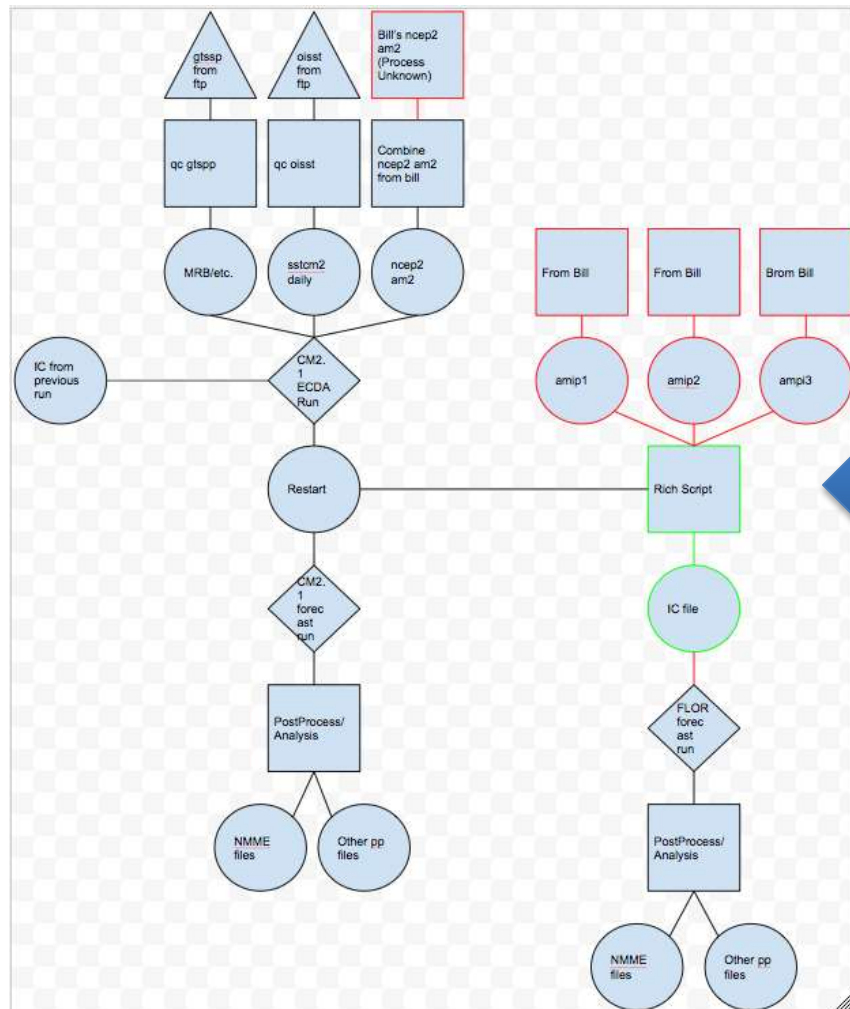 gtssp
from
ftp
oisst
from
ftp
Bill's ncep2
am2
(Process
Unknown)
qc gtspp
qc oisst
Combine
ncep2 am2
from bill
MRB/etc.
sstcm2
daily
ncep2
am2
From Bill
From Bill
Brom Bill
IC from
previous
run
CM2.
1
ECDA
Run
amip1
amip2
ampi3
Restart
Rich Script
CM2.
1
forec
ast
run
IC file
PostProcess/
Analysis
FLOR
forec
ast
run
NMME
files
Other pp
files
PostProcess/
Analysis
NMME
files
Other pp
files